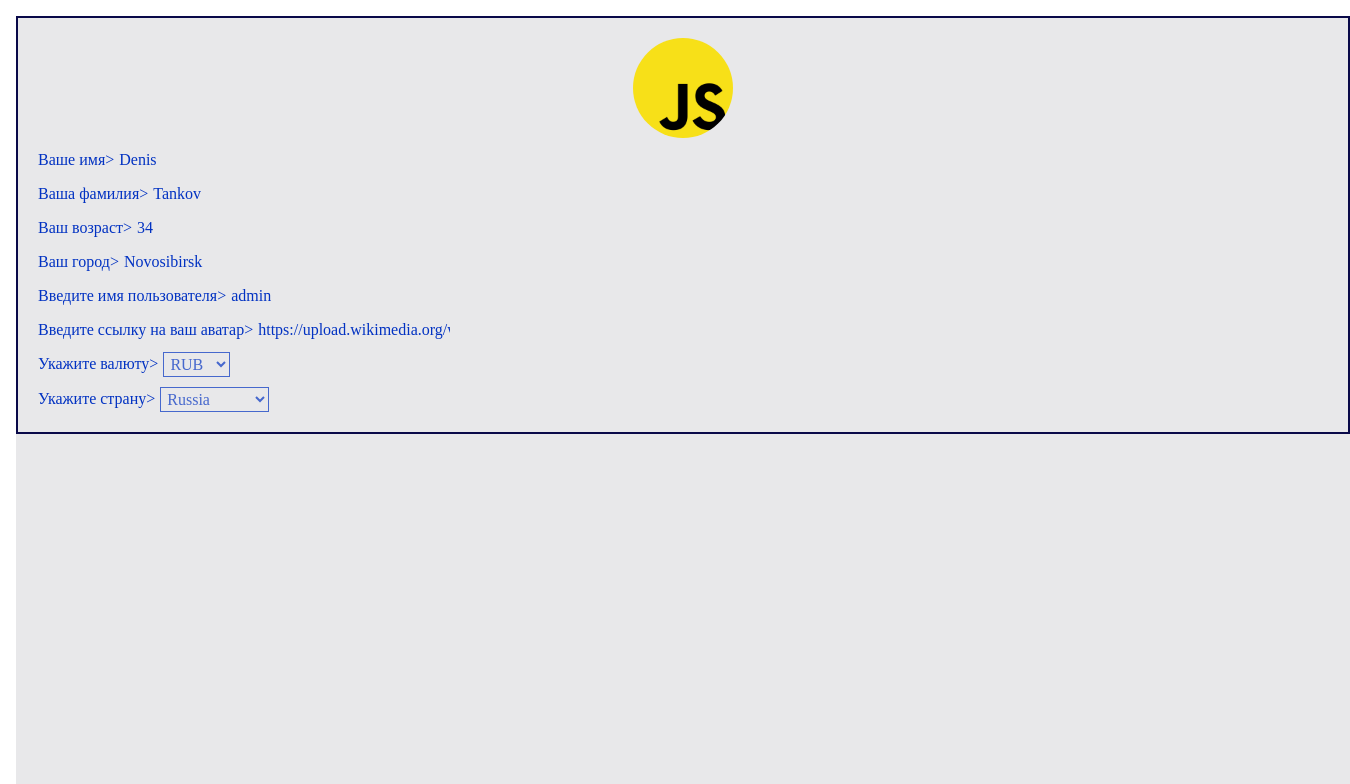 JS
Ваше имя> Denis
Ваша фамилия> Tankov
Ваш возраст> 34
Ваш город> Novosibirsk
Введите имя пользователя> admin
Введите ссылку на ваш аватар> https://upload.wikimedia.org/
Укажите валюту> RUB
Укажите страну> Russia